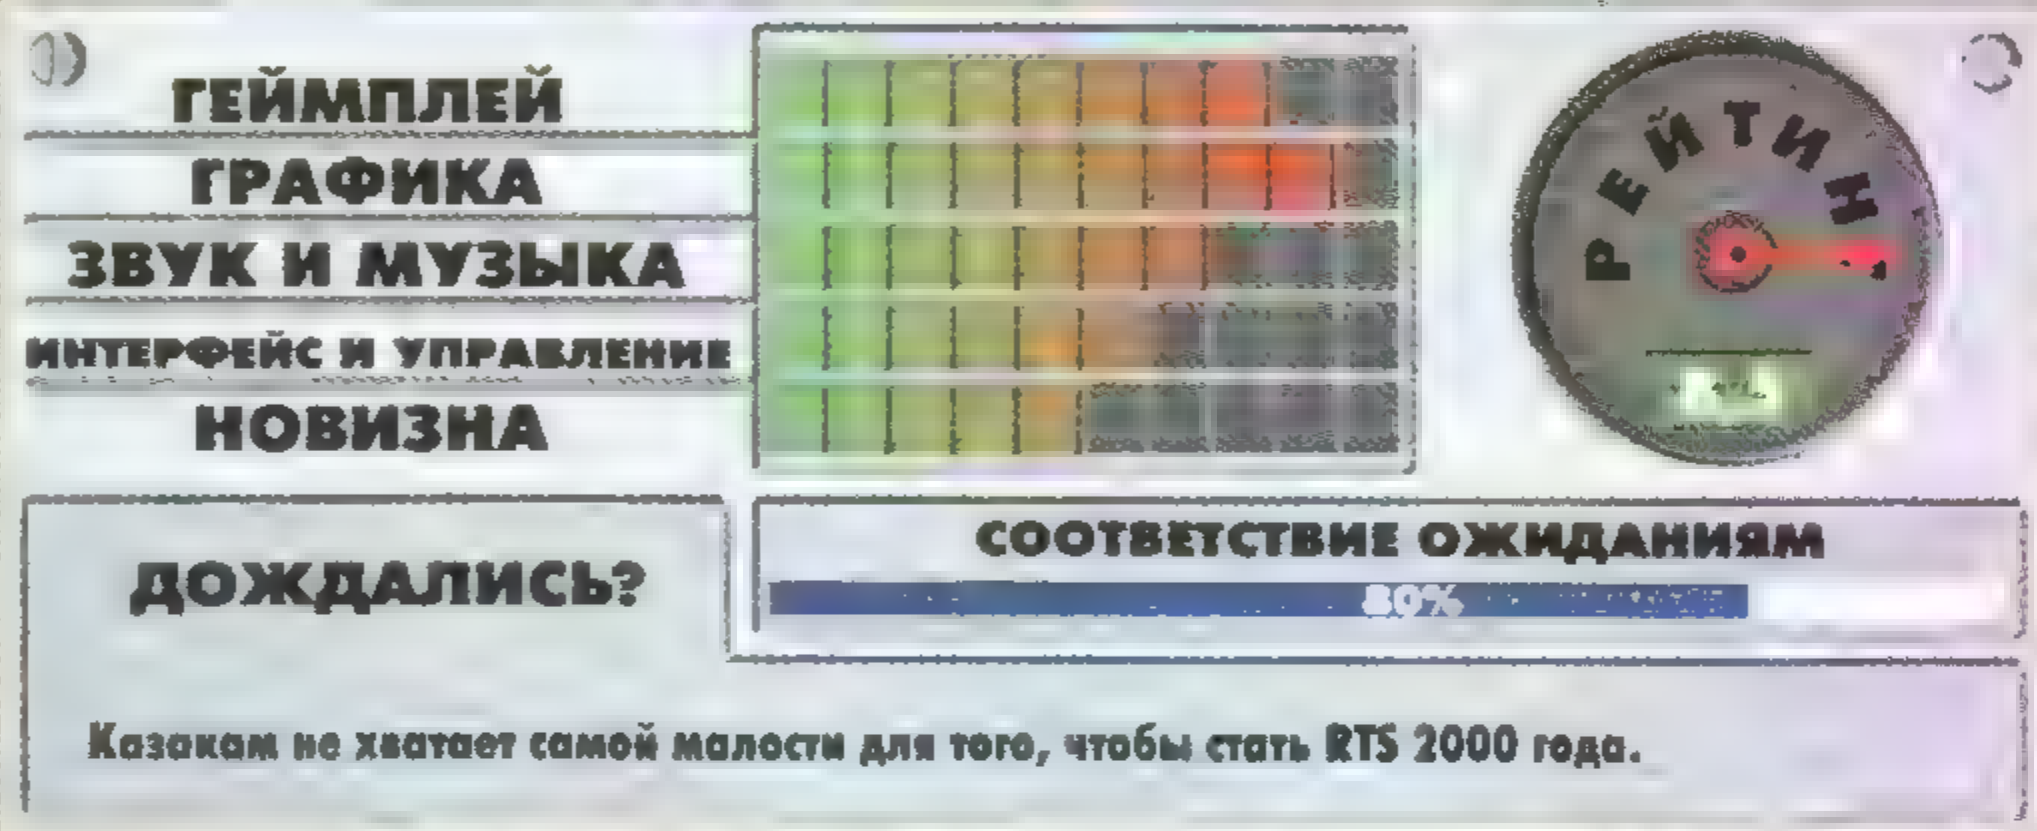 ГЕЙМПЛЕЙ
ГРАФИКА
ЗВУК И МУЗЫКА
ИНТЕРФЕЙС И УПРАВЛЕНИЕ
НОВИЗНА
РЕЙТИНГ
ДОЖДАЛИСЬ?
СООТВЕТСТВИЕ ОЖИДАНИЯМ
80%
Казакам не хватает самой малости для того, чтобы стать RTS 2000 года.